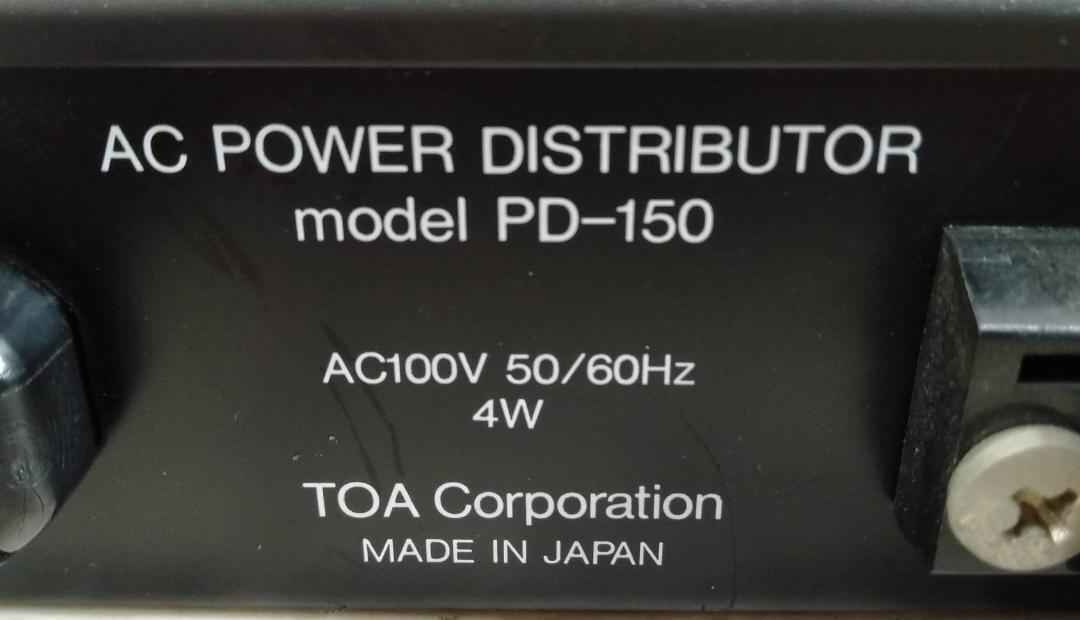 AC POWER DISTRIBUTOR
model PD-150
AC100V 50/60Hz
4W
TOA Corporation
MADE IN JAPAN